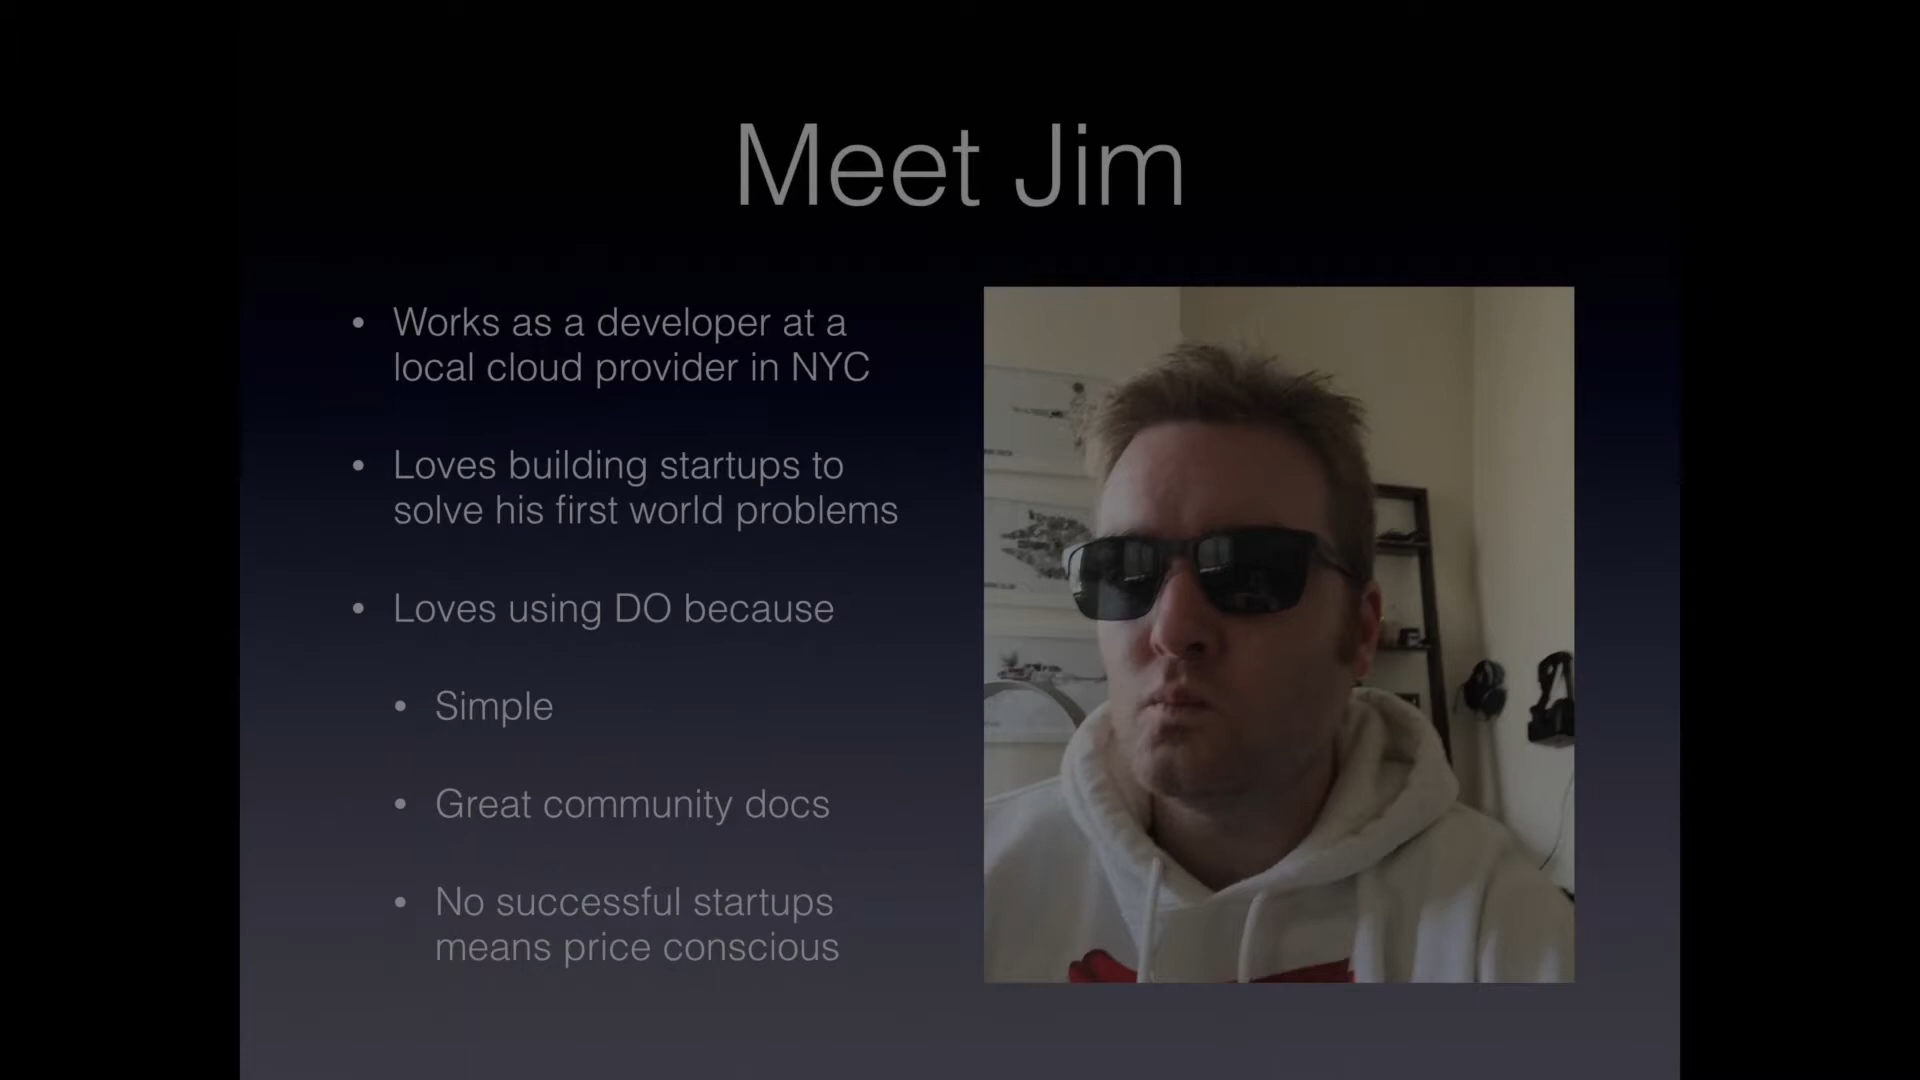 Meet Jim
• Works as a developer at a
local cloud provider in NYC
• Loves building startups to
solve his first world problems
• Loves using DO because
• Simple
• Great community docs
• No successful startups
means price conscious